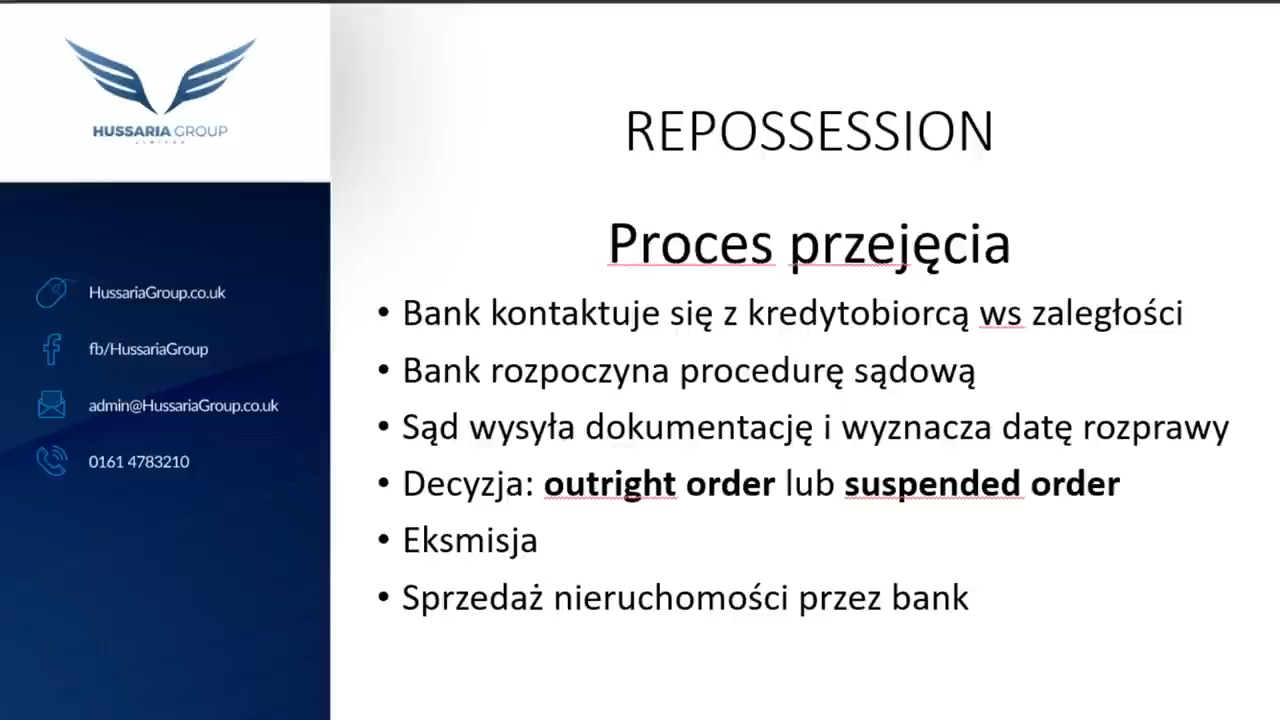 HUSSARIA GROUP
LIMITED
HussariaGroup.co.uk
fb/HussariaGroup
admin@HussariaGroup.co.uk
0161 4783210
REPOSSESSION
Proces przejęcia
• Bank kontaktuje się z kredytobiorcą ws zaległości
• Bank rozpoczyna procedurę sądową
• Sąd wysyła dokumentację i wyznacza datę rozprawy
• Decyzja: outright order lub suspended order
• Eksmisja
• Sprzedaż nieruchomości przez bank